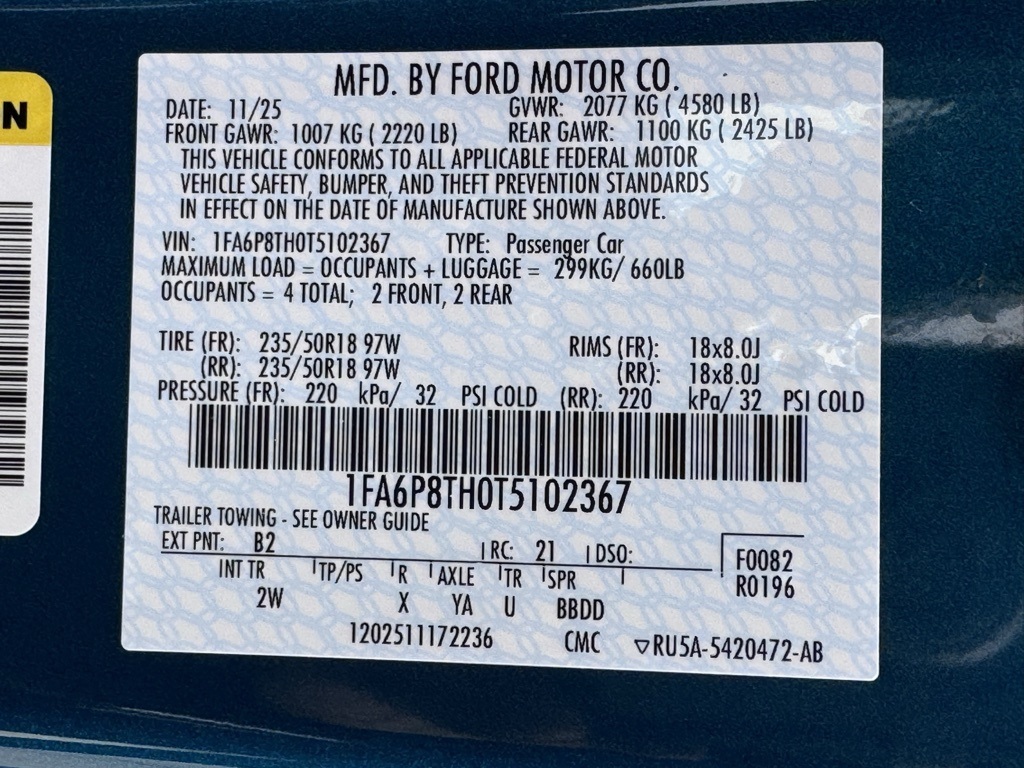 N
MFD. BY FORD MOTOR CO.
DATE: 11/25 GVWR: 2077 KG ( 4580 LB)
FRONT GAWR: 1007 KG ( 2220 LB) REAR GAWR: 1100 KG ( 2425 LB)
THIS VEHICLE CONFORMS TO ALL APPLICABLE FEDERAL MOTOR
VEHICLE SAFETY, BUMPER, AND THEFT PREVENTION STANDARDS
IN EFFECT ON THE DATE OF MANUFACTURE SHOWN ABOVE.
VIN: 1FA6P8TH0T5102367 TYPE: Passenger Car
MAXIMUM LOAD = OCCUPANTS + LUGGAGE = 299KG/ 660LB
OCCUPANTS = 4 TOTAL; 2 FRONT, 2 REAR
TIRE (FR): 235/50R18 97W RIMS (FR): 18x8.0J
(RR): 235/50R18 97W (RR): 18x8.0J
PRESSURE (FR): 220 kPa/ 32 PSI COLD (RR): 220 kPa/ 32 PSI COLD
1FA6P8TH0T5102367
TRAILER TOWING - SEE OWNER GUIDE
EXT PNT: B2 RC: 21 DSO: F0082
INT TR TP/PS R AXLE TR SPR R0196
2W X YA U BBDD
1202511172236 CMC ▽RU5A-5420472-AB